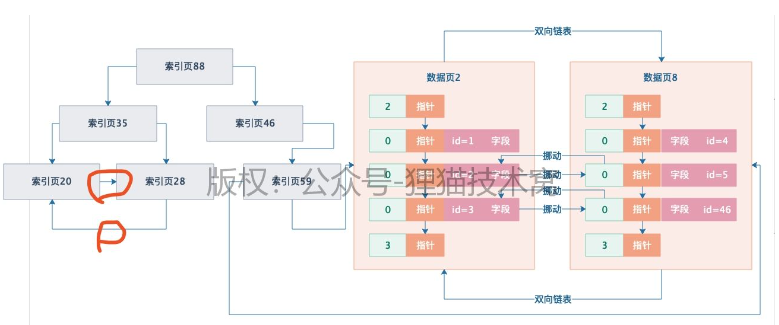 双向链表
索引页88
数据页2
数据页8
2 指针
2 指针
索引页35
索引页46
0 指针 id=1 字段
0 指针 字段 id=4
挪动
索引页20
索引页28
索引页59
0 指针 字段
挪动
0 指针 字段 id=5
版权：公众号-狸猫技术窝
挪动
0 指针 id=3 字段
挪动
0 指针 字段 id=46
P
3 指针
3 指针
双向链表